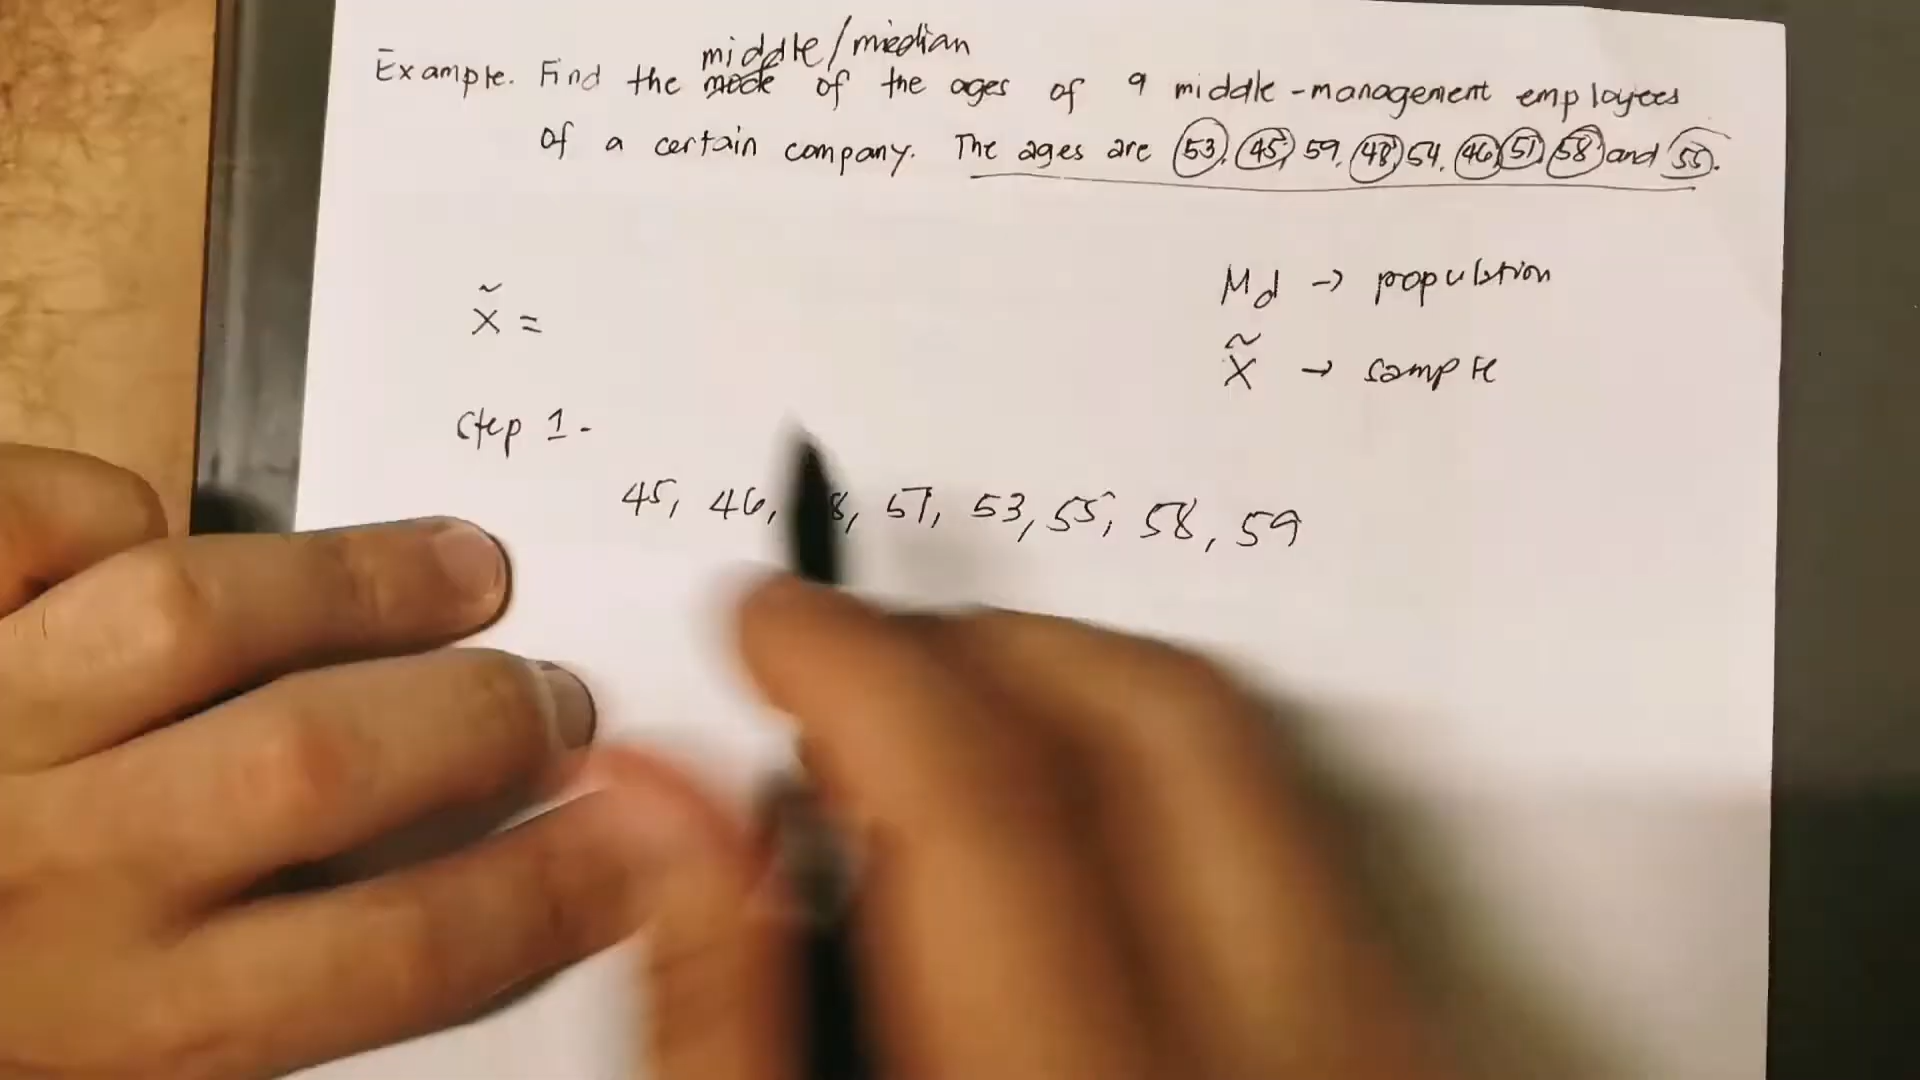 middle/median
Example. Find the mode of the ages of 9 middle-management employees
of a certain company. The ages are 53, 45, 59, 48, 54, 46, 51, 58 and 55.
Md → population
x̃ =
X̃ → sample
Step 1-
45, 46, 8, 51, 53, 55, 58, 59